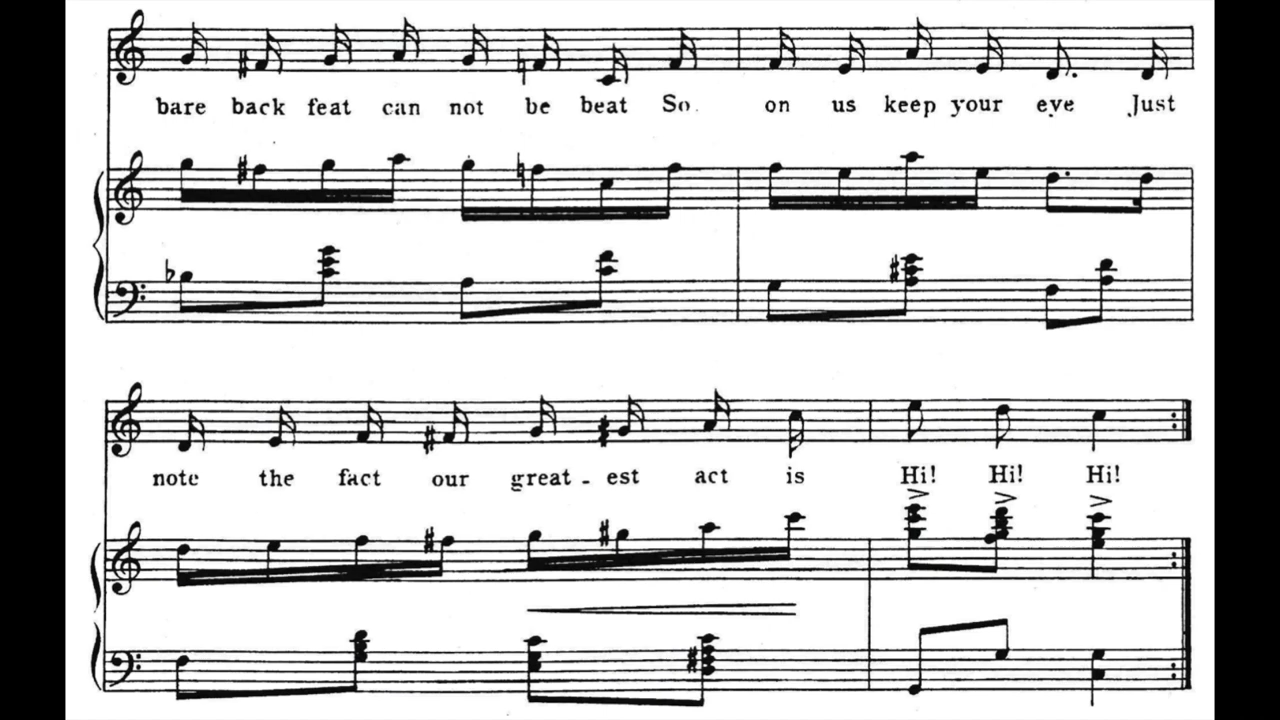 bare back feat can not be beat So on us keep your eye Just
note the fact our great - est act is Hi! Hi! Hi!